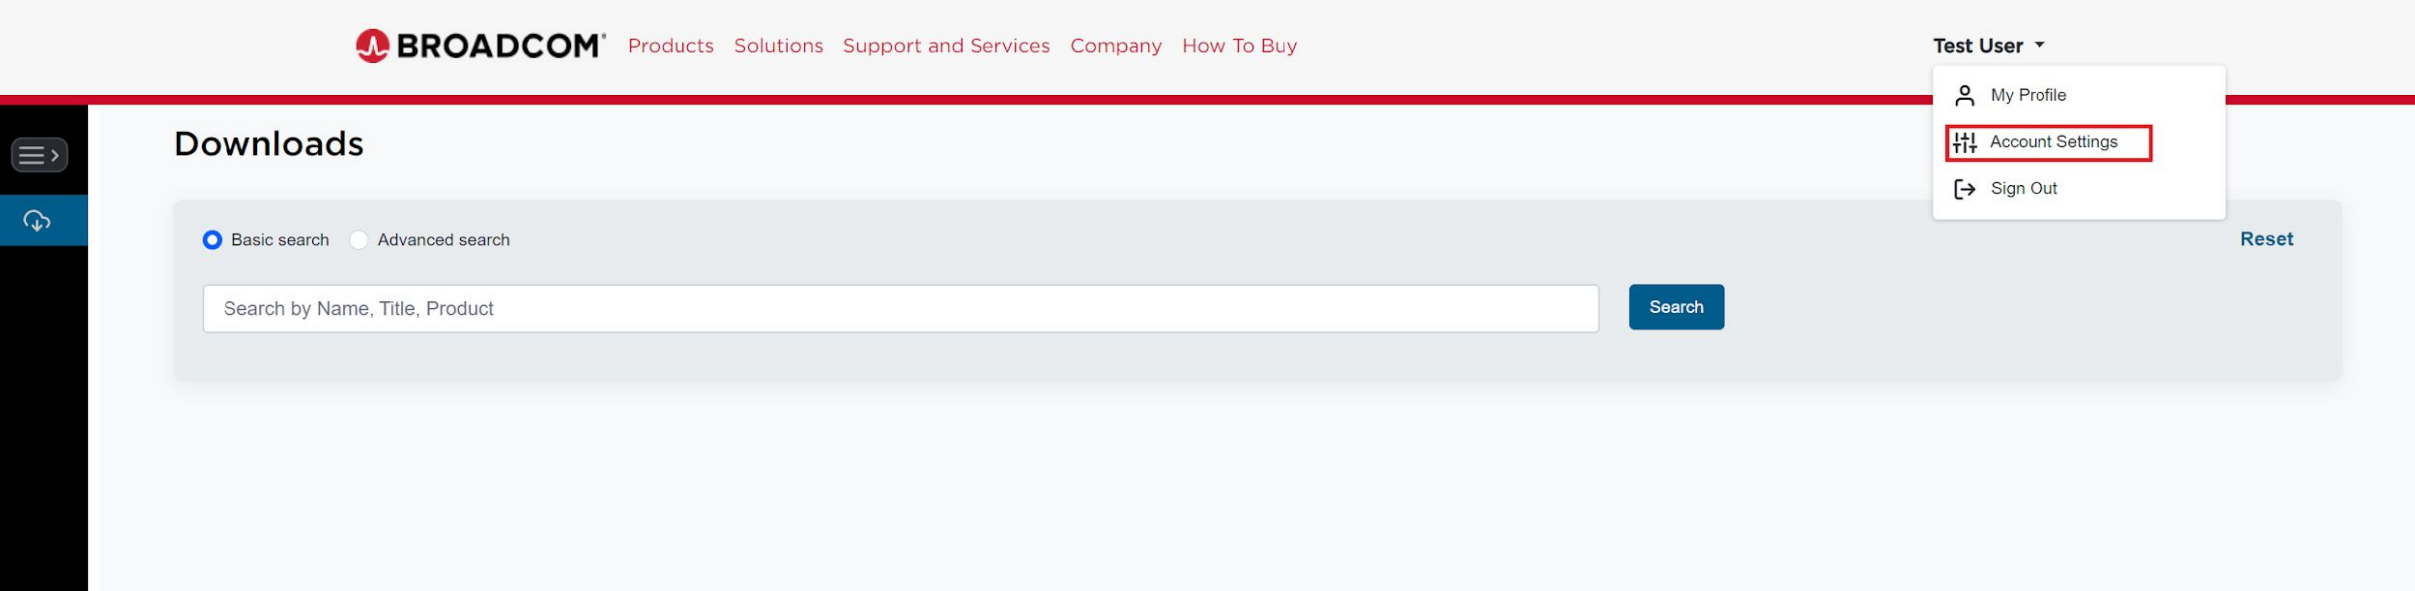 BROADCOM® Products Solutions Support and Services Company How To Buy Test User
My Profile
Account Settings
Sign Out
Downloads
Basic search Advanced search Reset
Search by Name, Title, Product Search